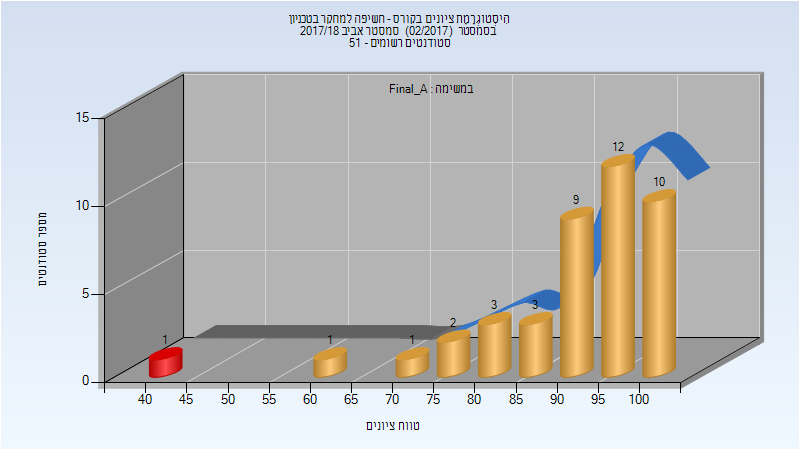 הִיסְטוֹגְרָמַת ציונים בקורס - חשיפה למחקר בטכניון
בסמסטר (02/2017) סמסטר אביב 2017/18
סטודנטים רשומים - 51
במשימה : Final_A
מספר סטודנטים
15
10
5
0
1
1
1
2
3
3
9
12
10
40 45 50 55 60 65 70 75 80 85 90 95 100
טווח ציונים